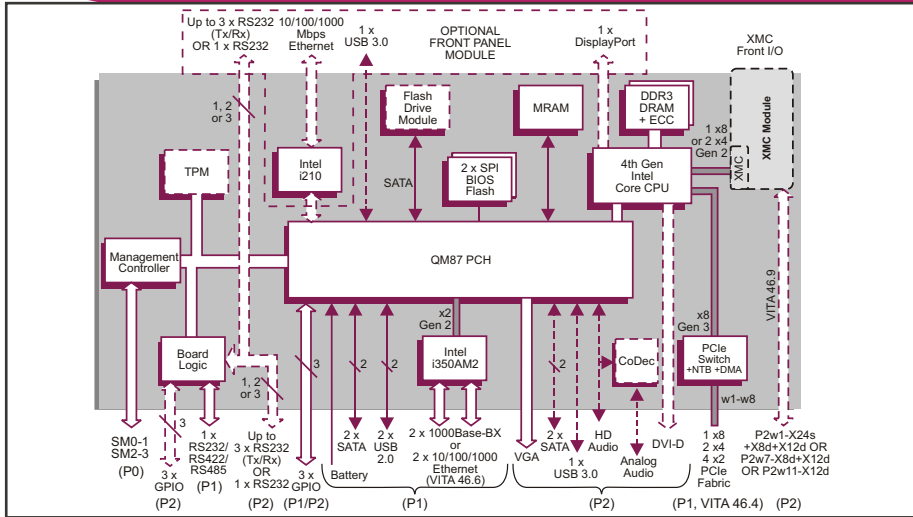 Up to 3 x RS232
(Tx/Rx)
OR 1 x RS232
10/100/1000
Mbps
Ethernet
1 x
USB 3.0
OPTIONAL
FRONT PANEL
MODULE
1 x
DisplayPort
XMC
Front I/O
1, 2
or 3
Flash
Drive
Module
MRAM
DDR3
DRAM
+ ECC
1 x8
or 2 x4
Gen 2
XMC
XMC Module
TPM
Intel
i210
SATA
2 x SPI
BIOS
Flash
4th Gen
Intel
Core CPU
Management
Controller
QM87 PCH
VITA 46.9
x2
Gen 2
x8
Gen 3
Board
Logic
3
2
2
Intel
i350AM2
2
CoDec
PCIe
Switch
+NTB +DMA
1, 2
or 3
w1-w8
3
SM0-1
SM2-3
(P0)
3 x
GPIO
(P2)
1 x
RS232/
RS422/
RS485
(P1)
Up to
3 x RS232
(Tx/Rx)
OR
1 x RS232
(P2)
3 x
GPIO
(P1/P2)
Battery
2 x
SATA
2 x
USB
2.0
2 x 1000Base-BX
or
2 x 10/100/1000
Ethernet
(VITA 46.6)
(P1)
VGA
2 x
SATA
1 x
USB 3.0
HD
Audio
Analog
Audio
DVI-D
(P2)
1 x8
2 x4
4 x2
PCIe
Fabric
(P1, VITA 46.4)
P2w1-X24s
+X8d+X12d OR
P2w7-X8d+X12d
OR P2w11-X12d
(P2)